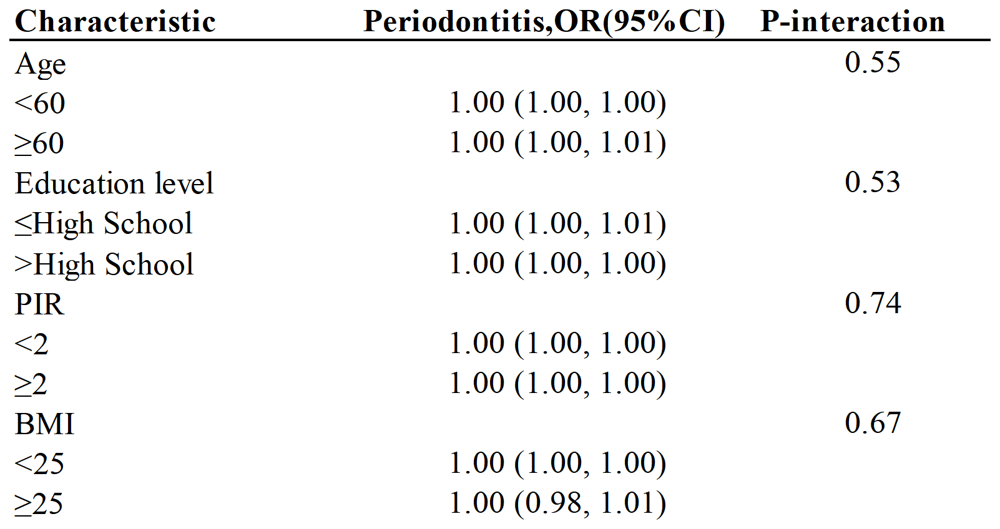 Characteristic Periodontitis,OR(95%CI) P-interaction
Age 0.55
<60 1.00 (1.00, 1.00)
≥60 1.00 (1.00, 1.01)
Education level 0.53
≤High School 1.00 (1.00, 1.01)
>High School 1.00 (1.00, 1.00)
PIR 0.74
<2 1.00 (1.00, 1.00)
≥2 1.00 (1.00, 1.00)
BMI 0.67
<25 1.00 (1.00, 1.00)
≥25 1.00 (0.98, 1.01)